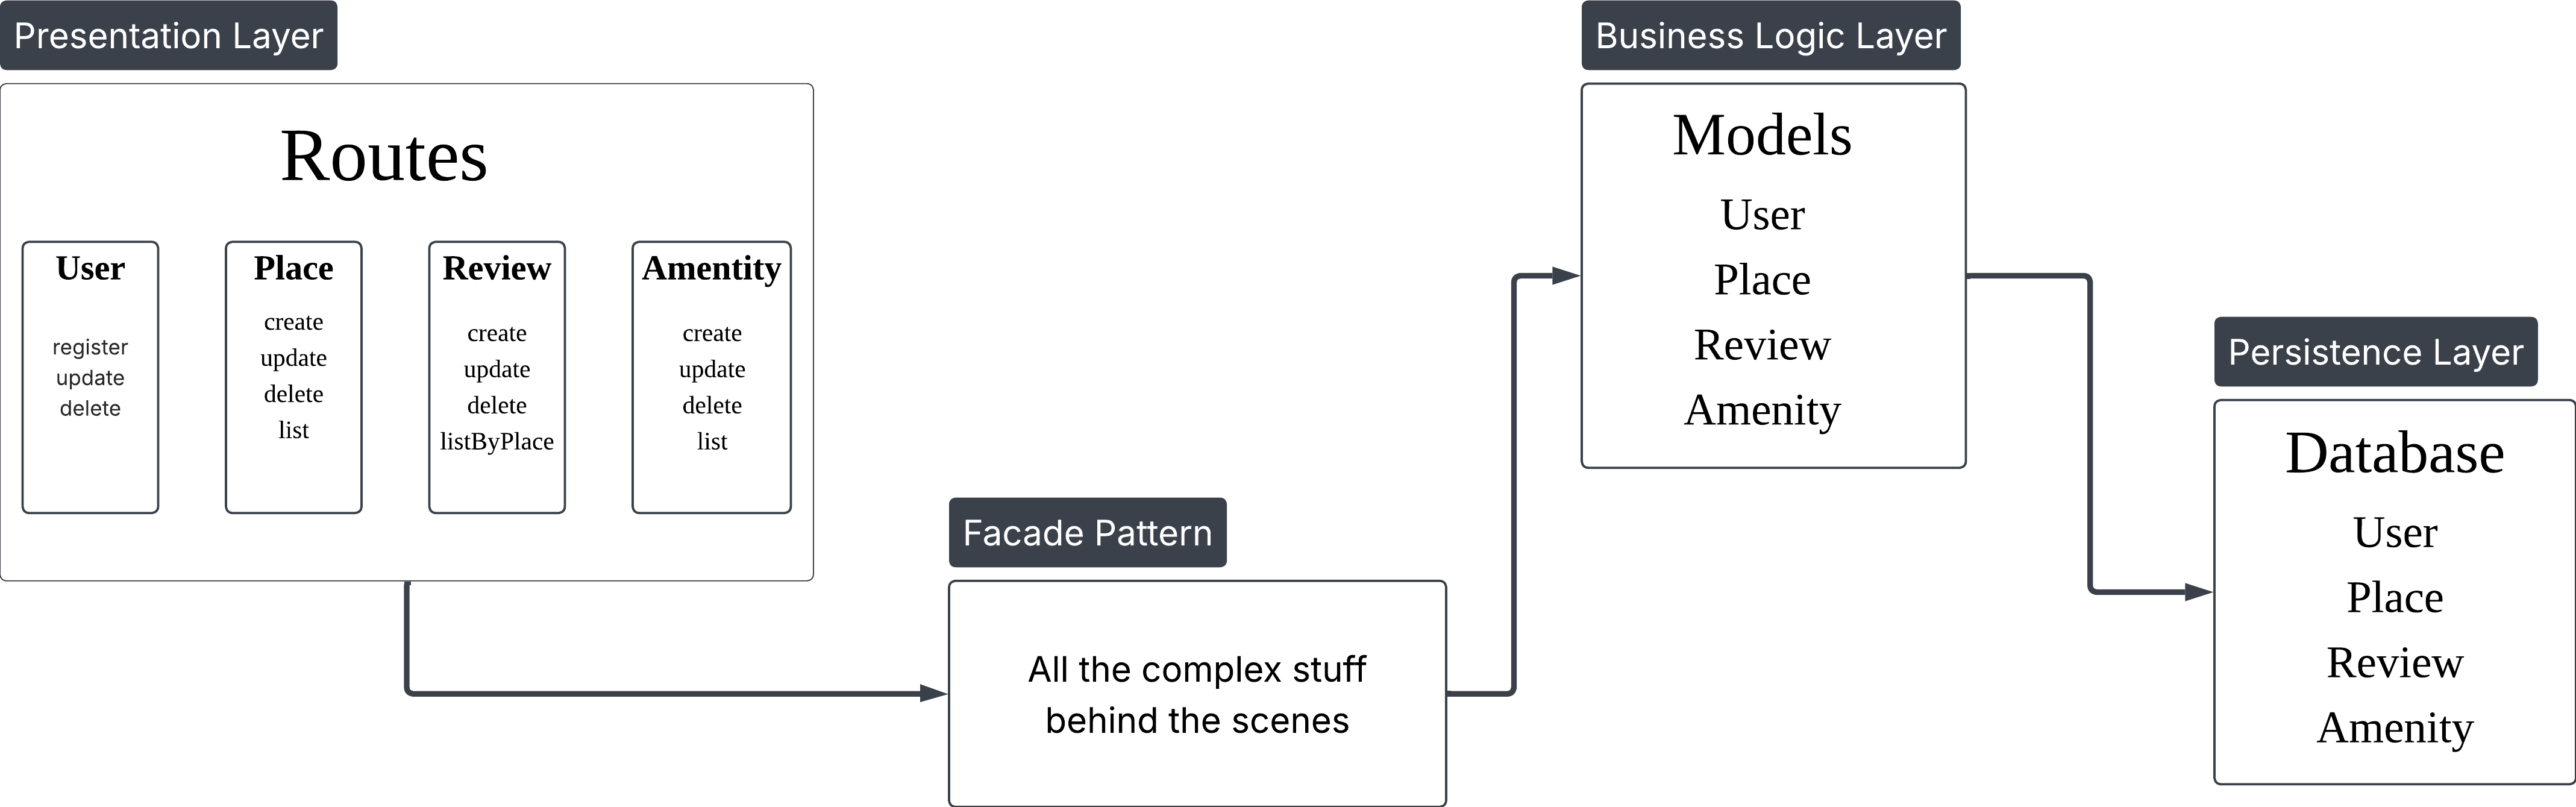 Presentation Layer
Routes
User
register
update
delete
Place
create
update
delete
list
Review
create
update
delete
listByPlace
Amentity
create
update
delete
list
Facade Pattern
All the complex stuff
behind the scenes
Business Logic Layer
Models
User
Place
Review
Amenity
Persistence Layer
Database
User
Place
Review
Amenity